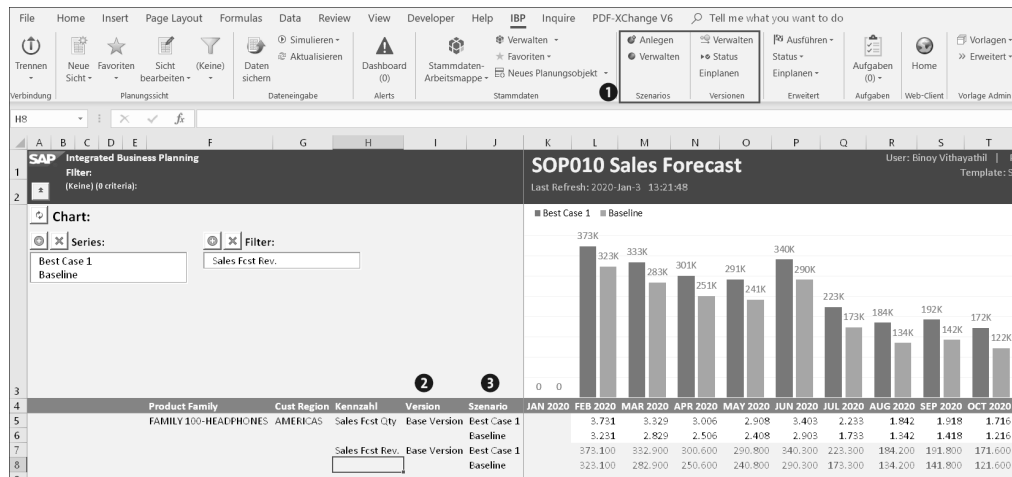 File Home Insert Page Layout Formulas Data Review View Developer Help IBP Inquire PDF-XChange V6 Tell me what you want to do
Trennen
Verbindung
Neue Sicht
Favoriten
Sicht bearbeiten
(Keine)
Planungssicht
Daten sichern
Simulieren
Aktualisieren
Dateneingabe
Dashboard (0)
Alerts
Stammdaten-
Arbeitsmappe
Verwalten
Favoriten
Neues Planungsobjekt
Stammdaten
1
Anlegen
Verwalten
Szenarios
Verwalten
Status
Einplanen
Versionen
Ausführen
Status
Einplanen
Erweitert
Aufgaben (0)
Aufgaben
Home
Web-Client
Vorlagen
Erweitert
Vorlage Admin
H8 fx
A B C D E F G H I J K L M N O P Q R S T
1
2
SAP Integrated Business Planning
Filter:
(Keine) (0 criteria):
SOP010 Sales Forecast
Last Refresh: 2020-Jan-3 13:21:48
User: Binoy Vithayathil |
Template: S
Chart:
Series:
Best Case 1
Baseline
Filter:
Sales Fcst Rev.
Best Case 1 Baseline
0 0
373K 323K
333K 283K
301K 251K
291K 241K
340K 290K
223K 173K
184K 134K
192K 142K
172K 122K
2 3
3
4 Product Family Cust Region Kennzahl Version Szenario JAN 2020 FEB 2020 MAR 2020 APR 2020 MAY 2020 JUN 2020 JUL 2020 AUG 2020 SEP 2020 OCT 2020
5 FAMILY 100-HEADPHONES AMERICAS Sales Fcst Qty Base Version Best Case 1 3.731 3.329 3.006 2.908 3.403 2.233 1.842 1.918 1.716
6 Baseline 3.231 2.829 2.506 2.408 2.903 1.733 1.342 1.418 1.216
7 Sales Fcst Rev. Base Version Best Case 1 373.100 332.900 300.600 290.800 340.300 223.300 184.200 191.800 171.600
8 Baseline 323.100 282.900 250.600 240.800 290.300 173.300 134.200 141.800 121.600